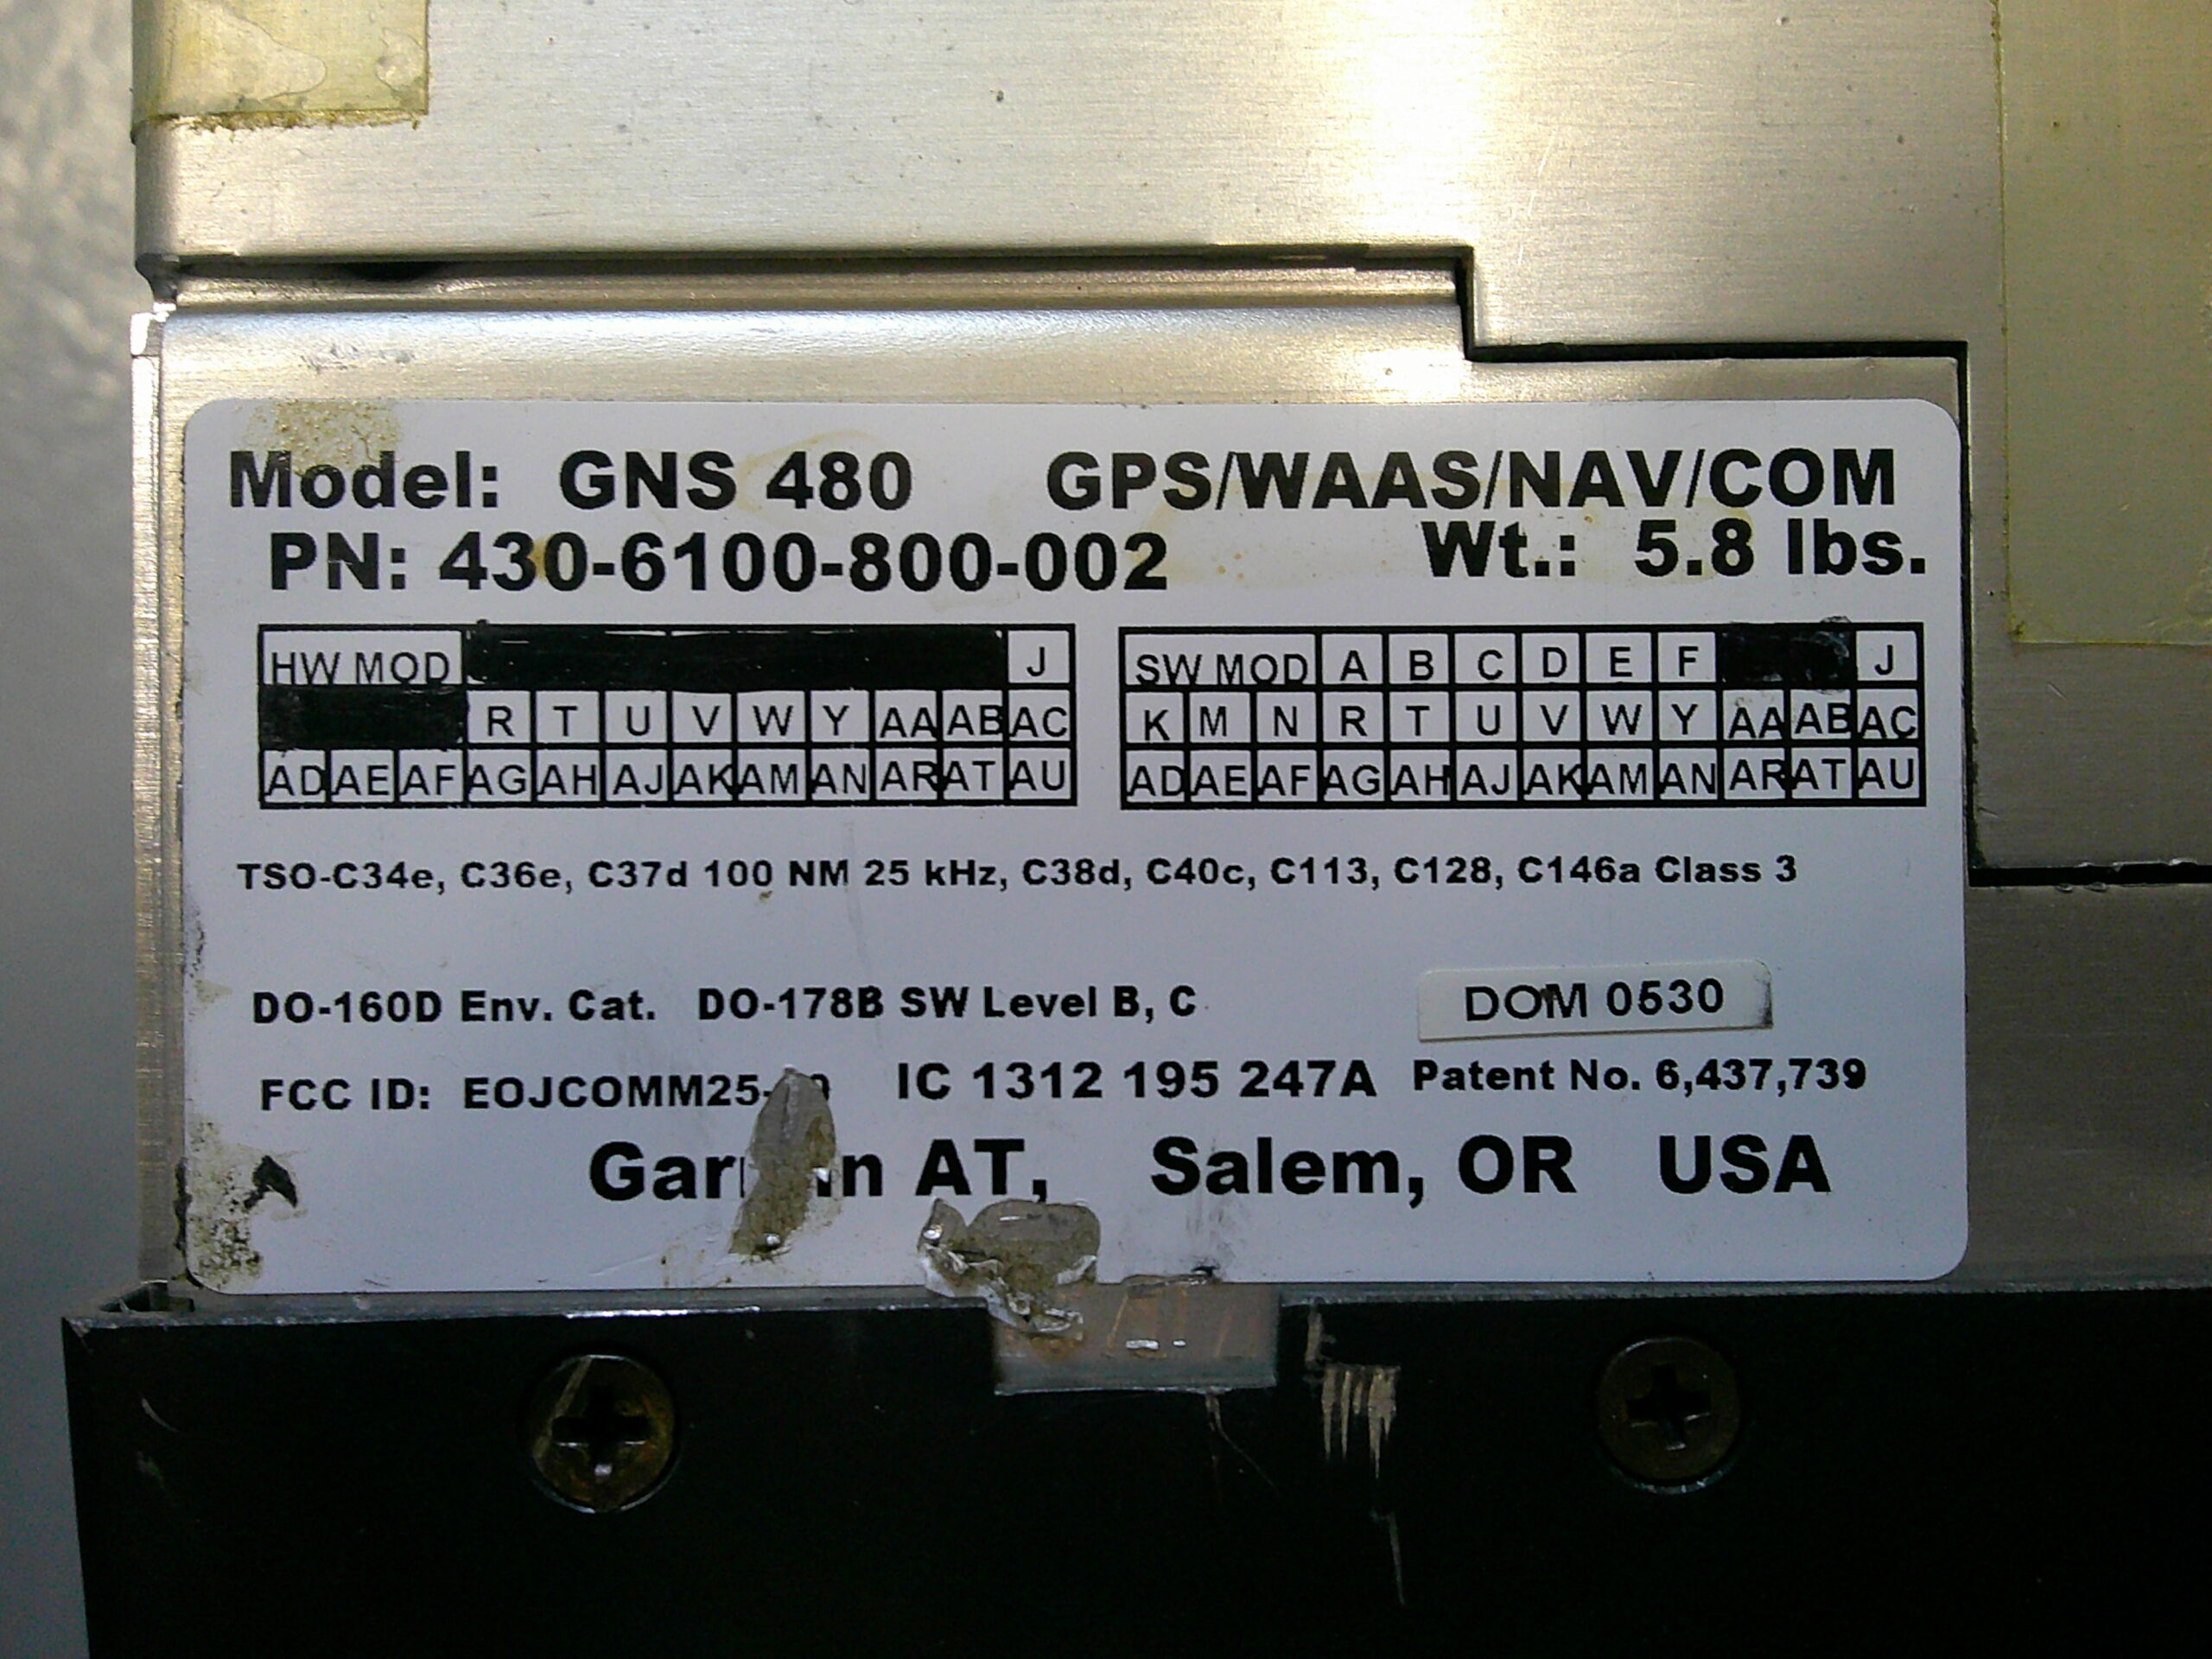 Model: GNS 480 GPS/WAAS/NAV/COM
PN: 430-6100-800-002 Wt.: 5.8 lbs.
HW MOD J
R T U V W Y AA AB AC
AD AE AF AG AH AJ AK AM AN AR AT AU
SW MOD A B C D E F J
K M N R T U V W Y AA AB AC
AD AE AF AG AH AJ AK AM AN AR AT AU
TSO-C34e, C36e, C37d 100 NM 25 kHz, C38d, C40c, C113, C128, C146a Class 3
DO-160D Env. Cat. DO-178B SW Level B, C
DOM 0530
FCC ID: IC 1312 195 247A Patent No. 6,437,739
AT, Salem, OR USA